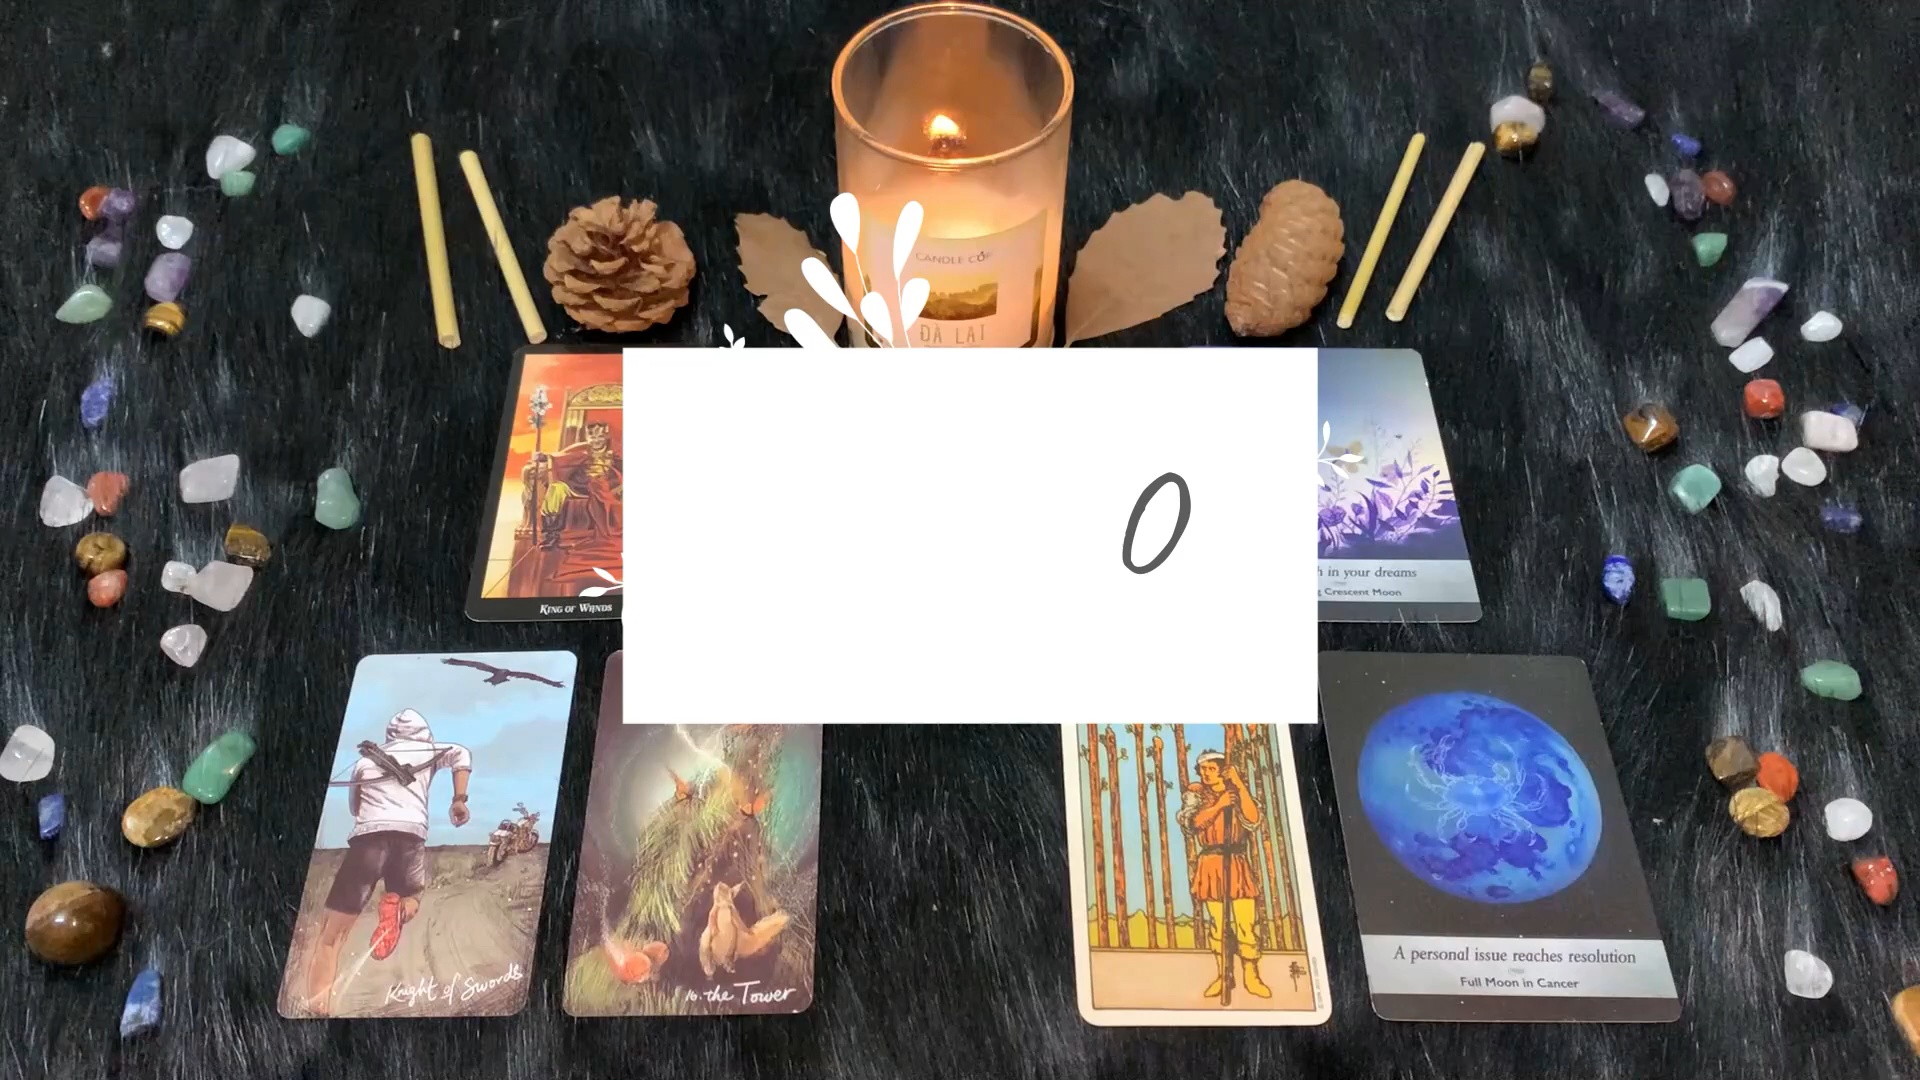 CANDLE CUP
ĐÀ LẠT
0
KING OF WANDS
h in your dreams
g Crescent Moon
Knight of Swords
16. the Tower
A personal issue reaches resolution
Full Moon in Cancer